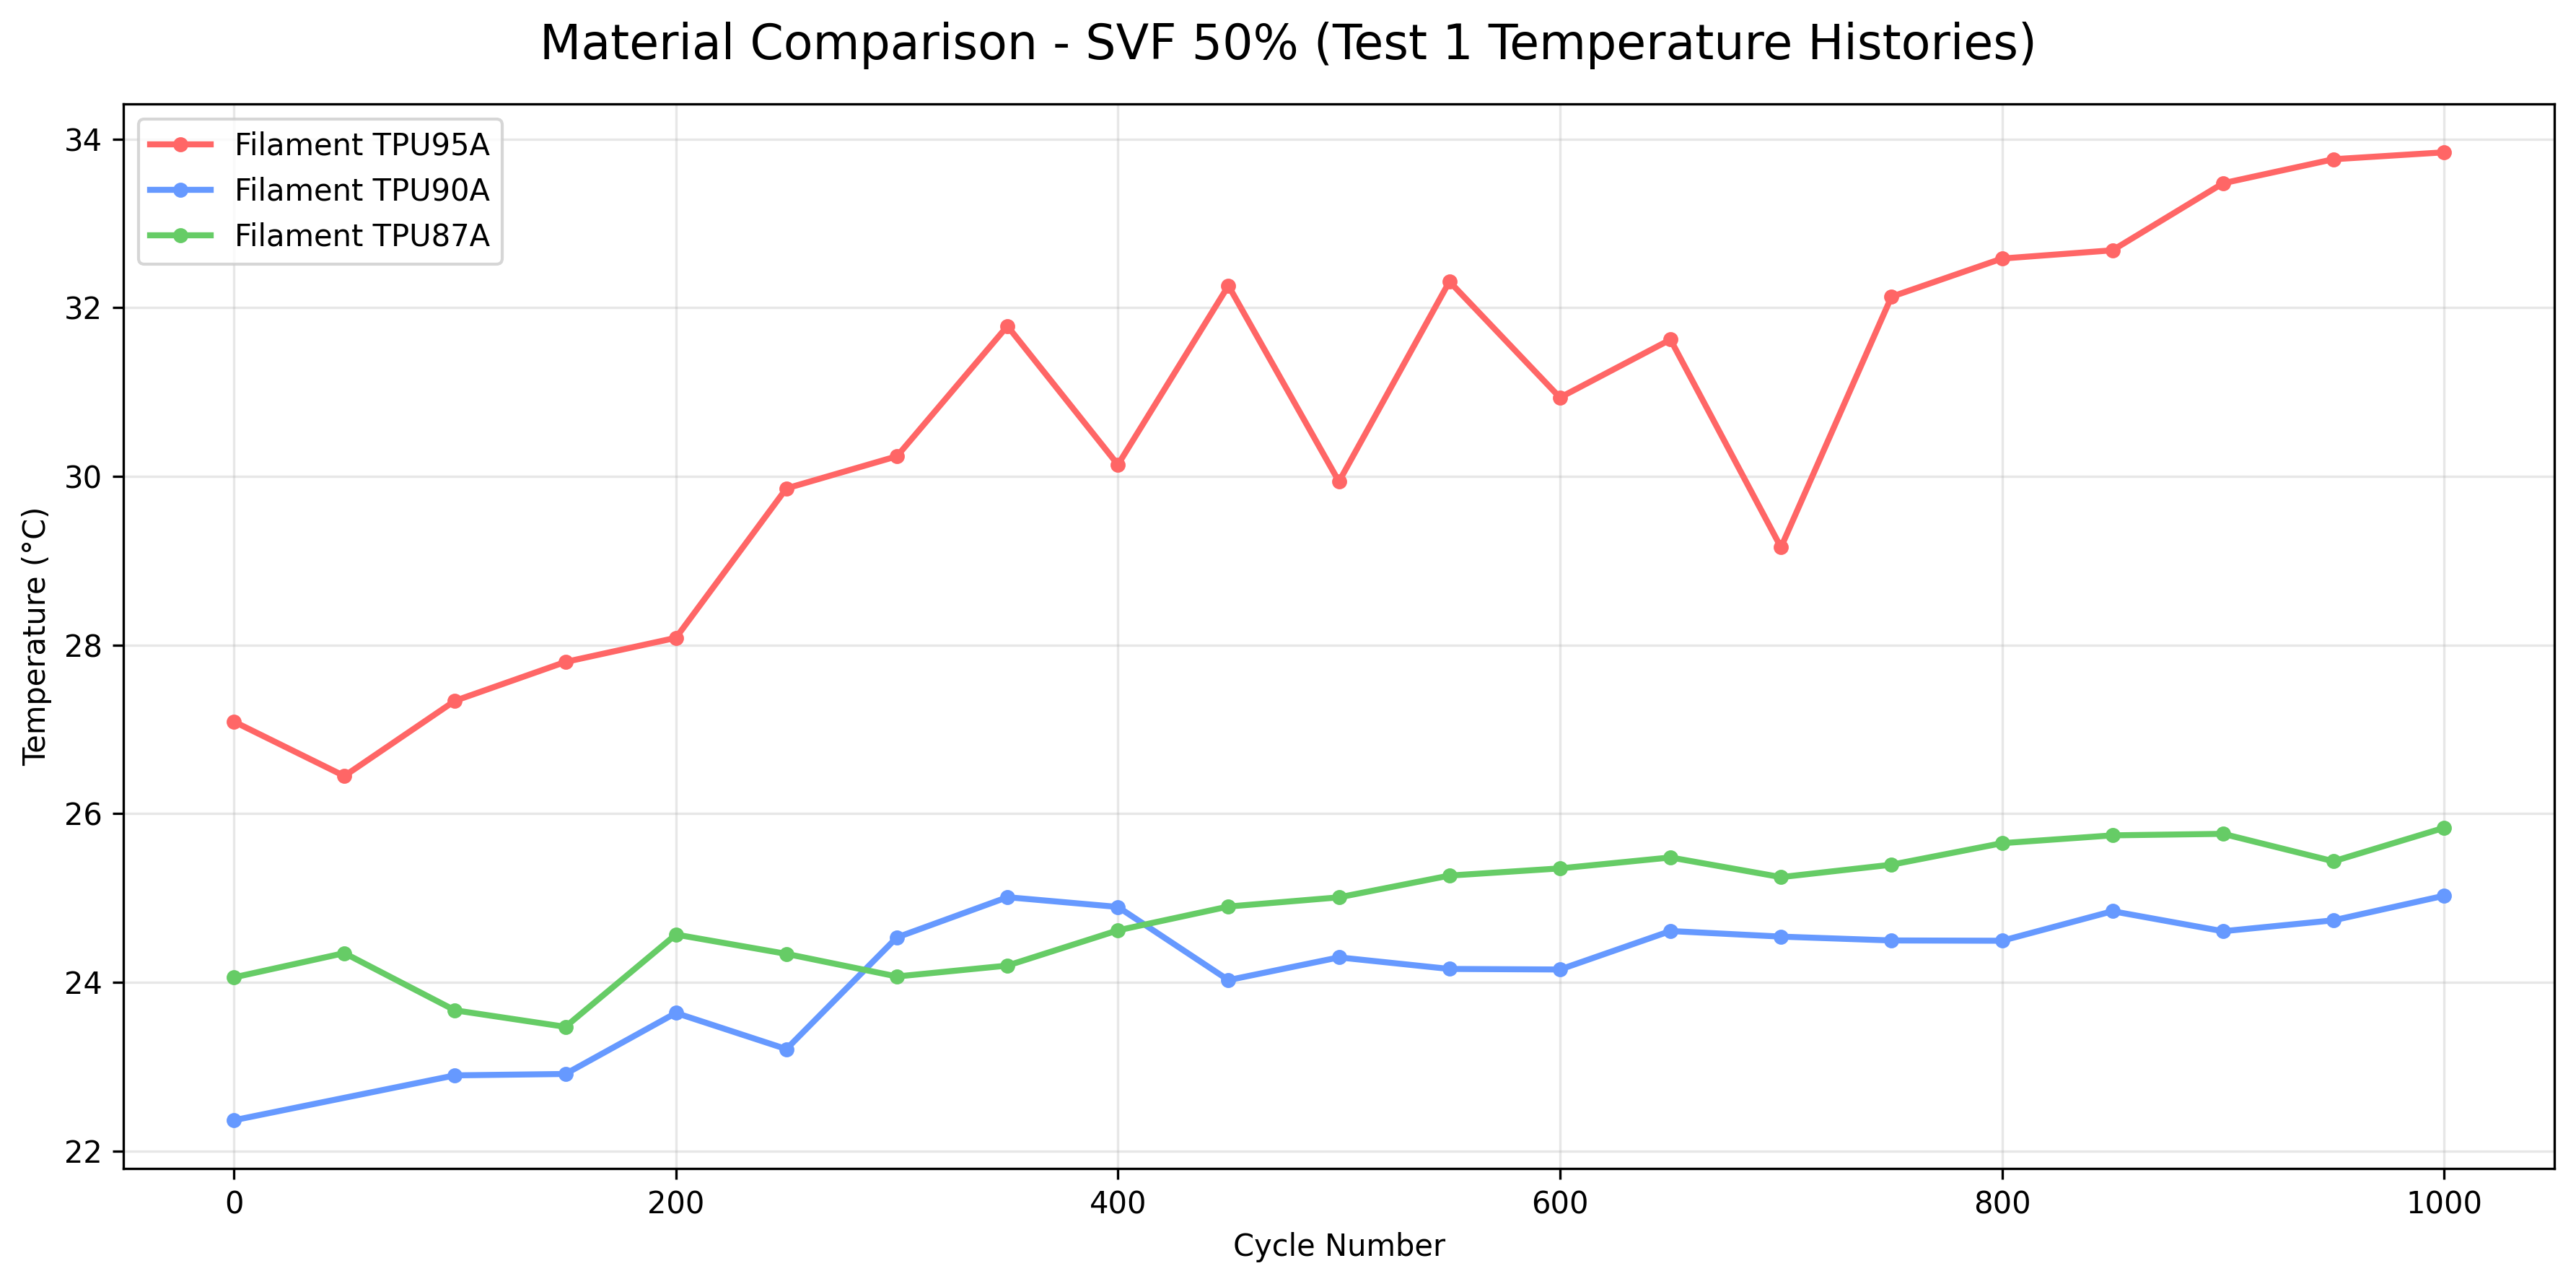 Material Comparison - SVF 50% (Test 1 Temperature Histories)
Filament TPU95A
Filament TPU90A
Filament TPU87A
Temperature (°C)
34
32
30
28
26
24
22
0
200
400
600
800
1000
Cycle Number